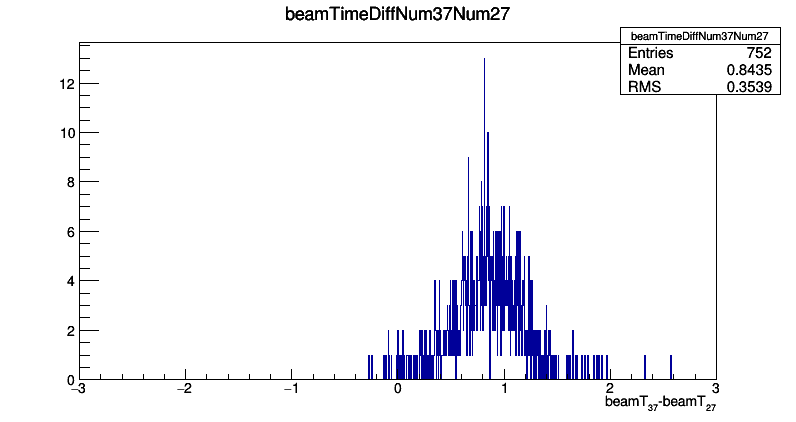 beamTimeDiffNum37Num27
beamTimeDiffNum37Num27
Entries 752
Mean 0.8435
RMS 0.3539
12
10
8
6
4
2
0
−3 −2 −1 0 1 2 3
beamT37-beamT27